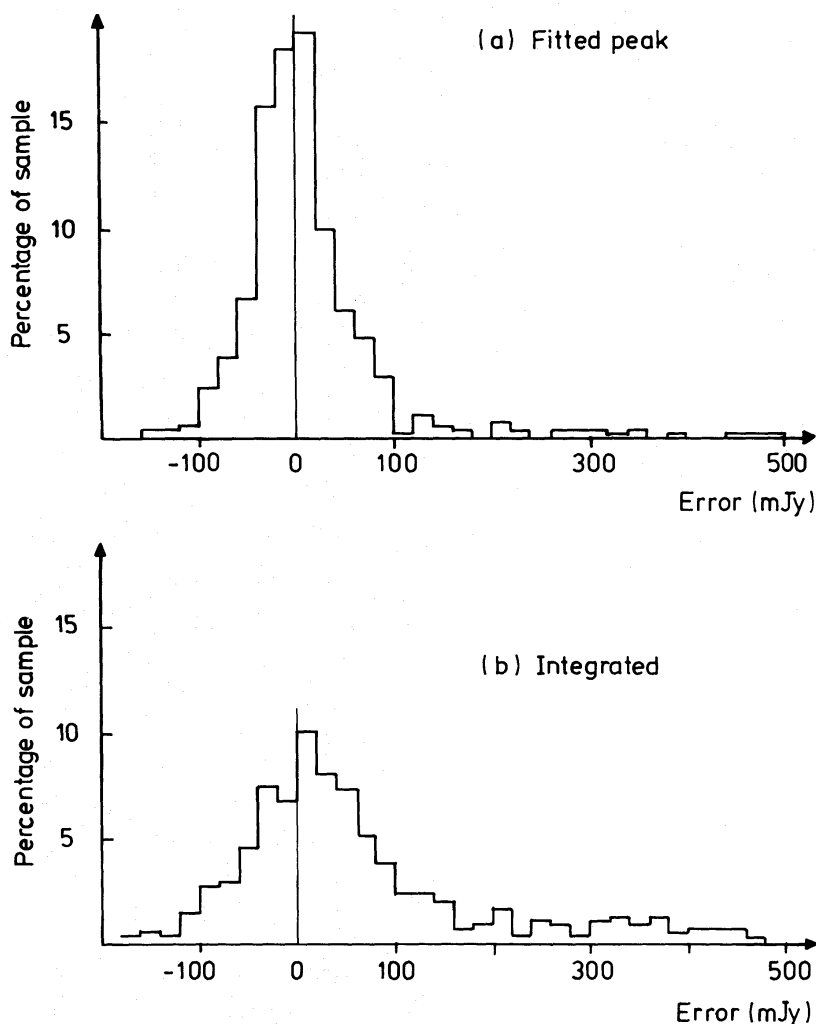 (a) Fitted peak
Percentage of sample
15
10
5
-100 0 100 300 500
Error (mJy)
(b) Integrated
Percentage of sample
15
10
5
-100 0 100 300 500
Error (mJy)